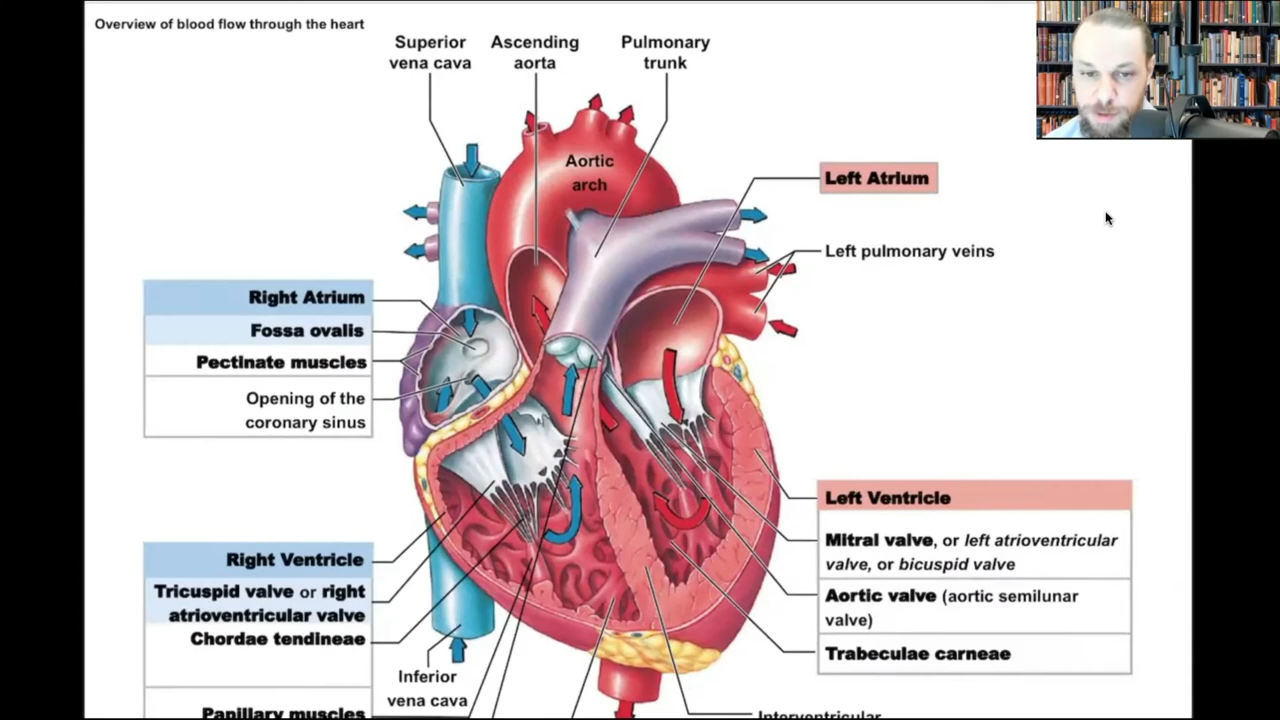 Overview of blood flow through the heart
Superior
vena cava
Ascending
aorta
Pulmonary
trunk
Aortic
arch
Left Atrium
Left pulmonary veins
Right Atrium
Fossa ovalis
Pectinate muscles
Opening of the
coronary sinus
Right Ventricle
Tricuspid valve or right
atrioventricular valve
Chordae tendineae
Papillary muscles
Inferior
vena cava
Left Ventricle
Mitral valve, or left atrioventricular
valve, or bicuspid valve
Aortic valve (aortic semilunar
valve)
Trabeculae carneae
Interventricular